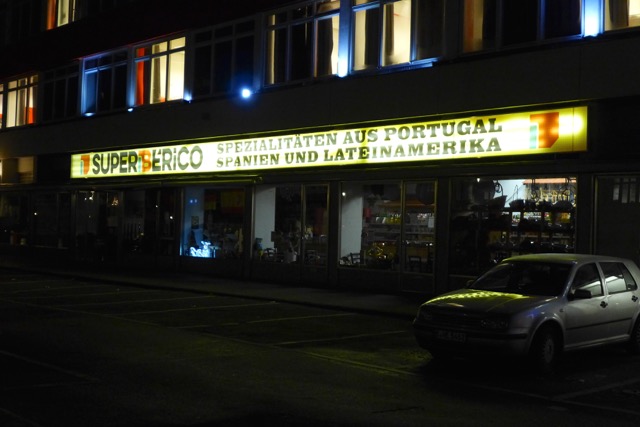 SUPER IBÉRICO
SPEZIALITÄTEN AUS PORTUGAL
SPANIEN UND LATEINAMERIKA